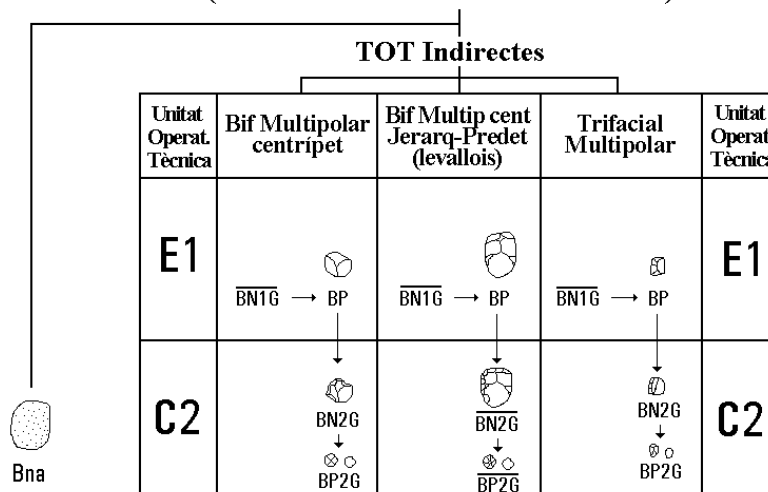 TOT Indirectes
Unitat
Operat.
Tècnica
Bif Multipolar
centrípet
Bif Multip cent
Jerarq-Predet
(levallois)
Trifacial
Multipolar
Unitat
Operat
Tècnica
E1
BN1G → BP
BN1G → BP
BN1G → BP
E1
C2
BN2G
BP2G
BN2G
BP2G
BN2G
BP2G
C2
Bna